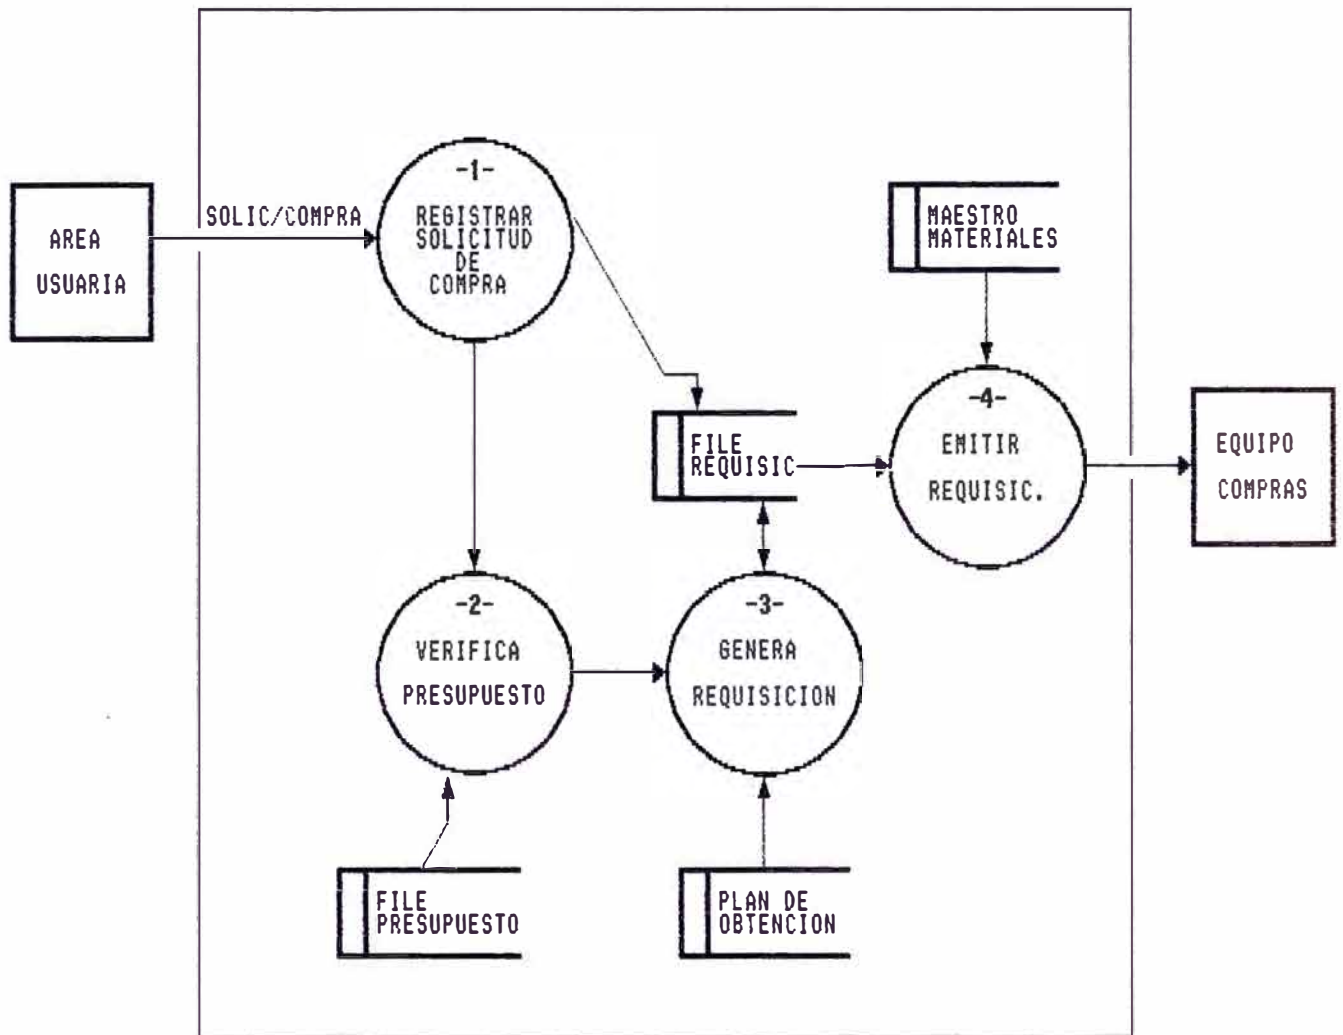 -1-
REGISTRAR
SOLICITUD
DE
COMPRA
AREA
USUARIA
SOLIC/COMPRA
MAESTRO
MATERIALES
FILE
REQUISIC
-4-
EMITIR
REQUISIC.
EQUIPO
COMPRAS
-2-
VERIFICA
PRESUPUESTO
-3-
GENERA
REQUISICION
FILE
PRESUPUESTO
PLAN DE
OBTENCION